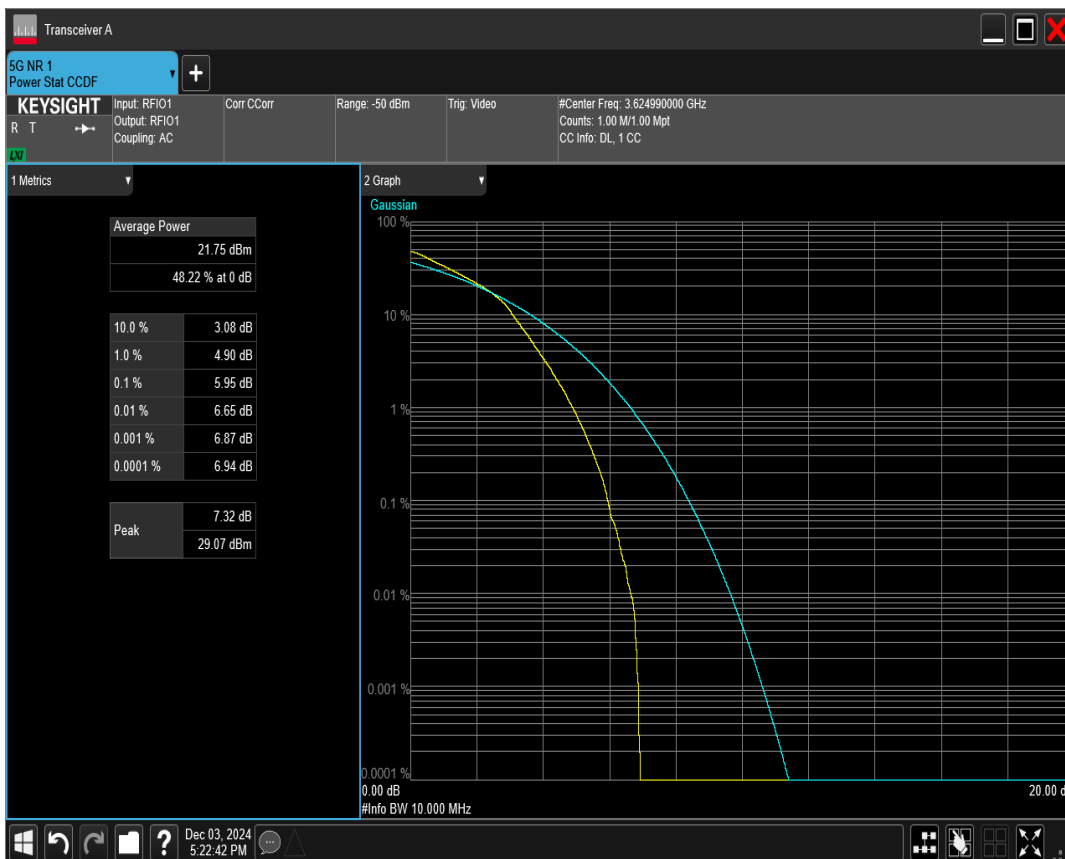 Transceiver A
5G NR 1
Power Stat CCDF
+
KEYSIGHT
R T
LXI
Input: RFIO1
Output: RFIO1
Coupling: AC
Corr CCorr
Range: -50 dBm
Trig: Video
#Center Freq: 3.624990000 GHz
Counts: 1.00 M/1.00 Mpt
CC Info: DL, 1 CC
1 Metrics
Average Power
21.75 dBm
48.22 % at 0 dB
10.0 % 3.08 dB
1.0 % 4.90 dB
0.1 % 5.95 dB
0.01 % 6.65 dB
0.001 % 6.87 dB
0.0001 % 6.94 dB
Peak
7.32 dB
29.07 dBm
2 Graph
Gaussian
100 %
10 %
1 %
0.1 %
0.01 %
0.001 %
0.0001 %
0.00 dB 20.00 d
#Info BW 10.000 MHz
?
Dec 03, 2024
5:22:42 PM